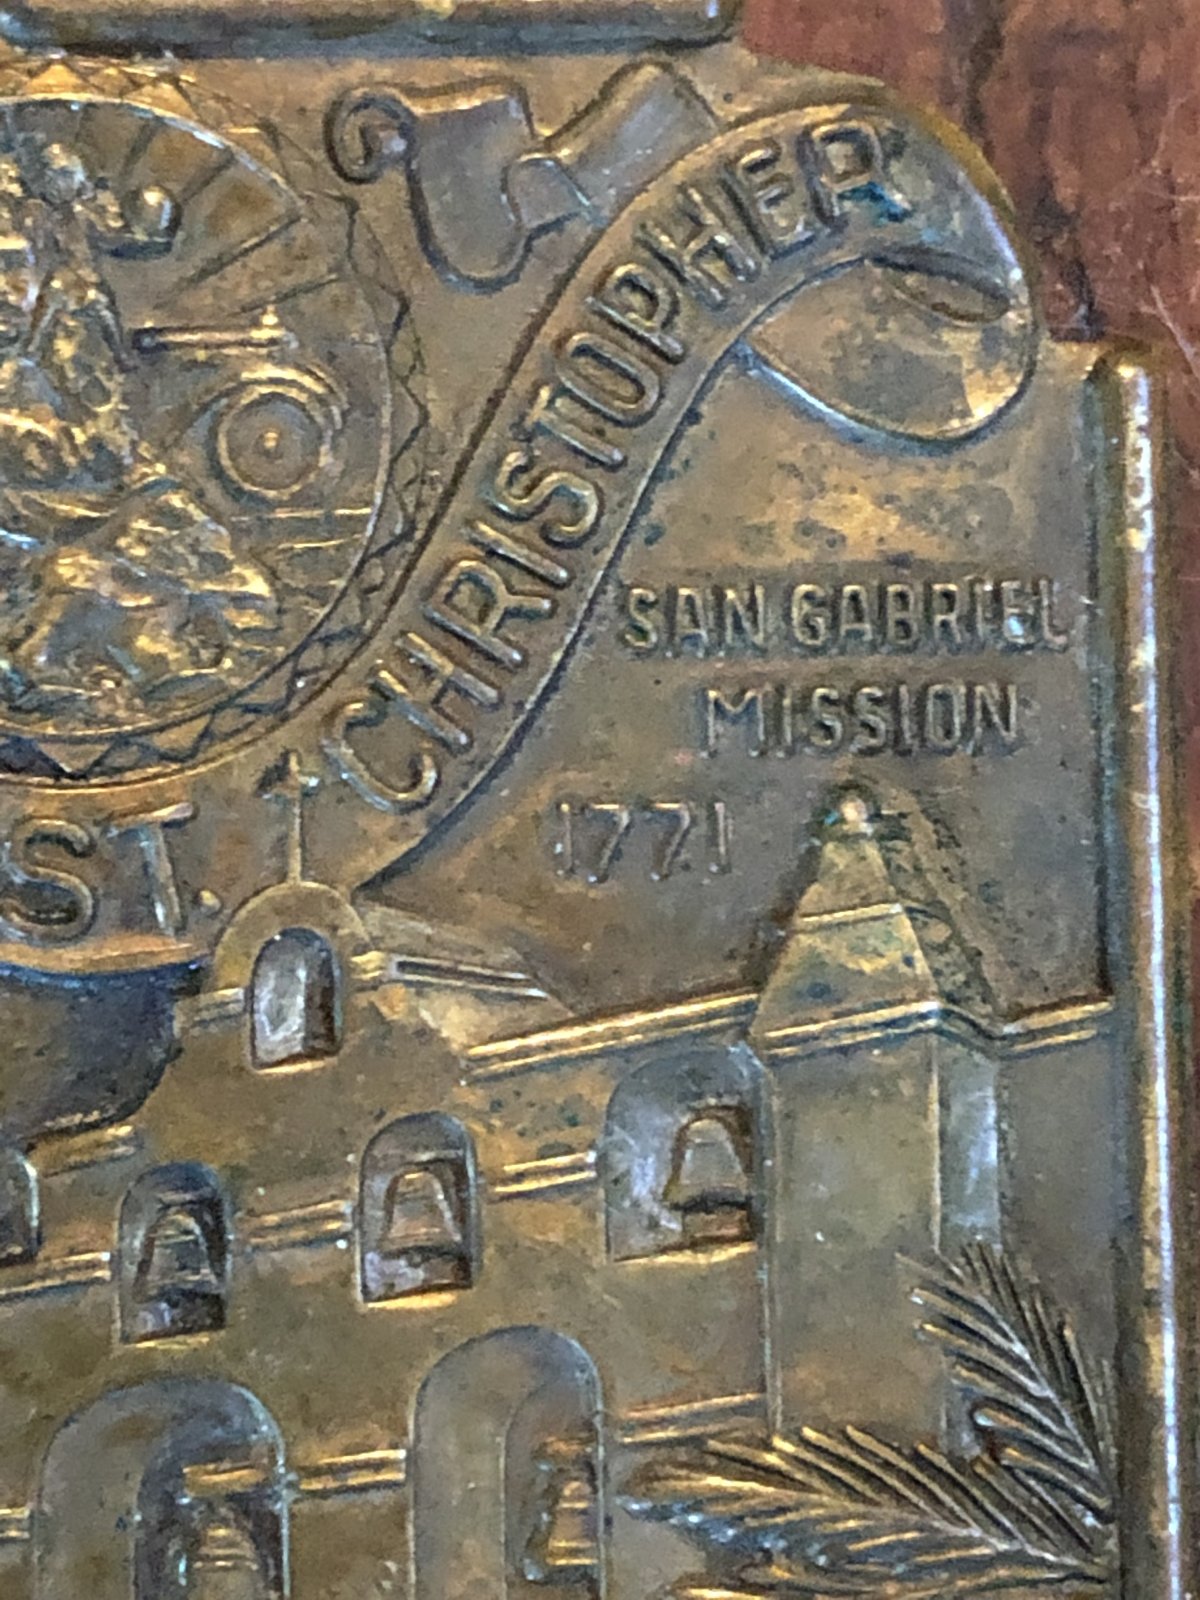 ST. CHRISTOPHER
SAN GABRIEL
MISSION
1771